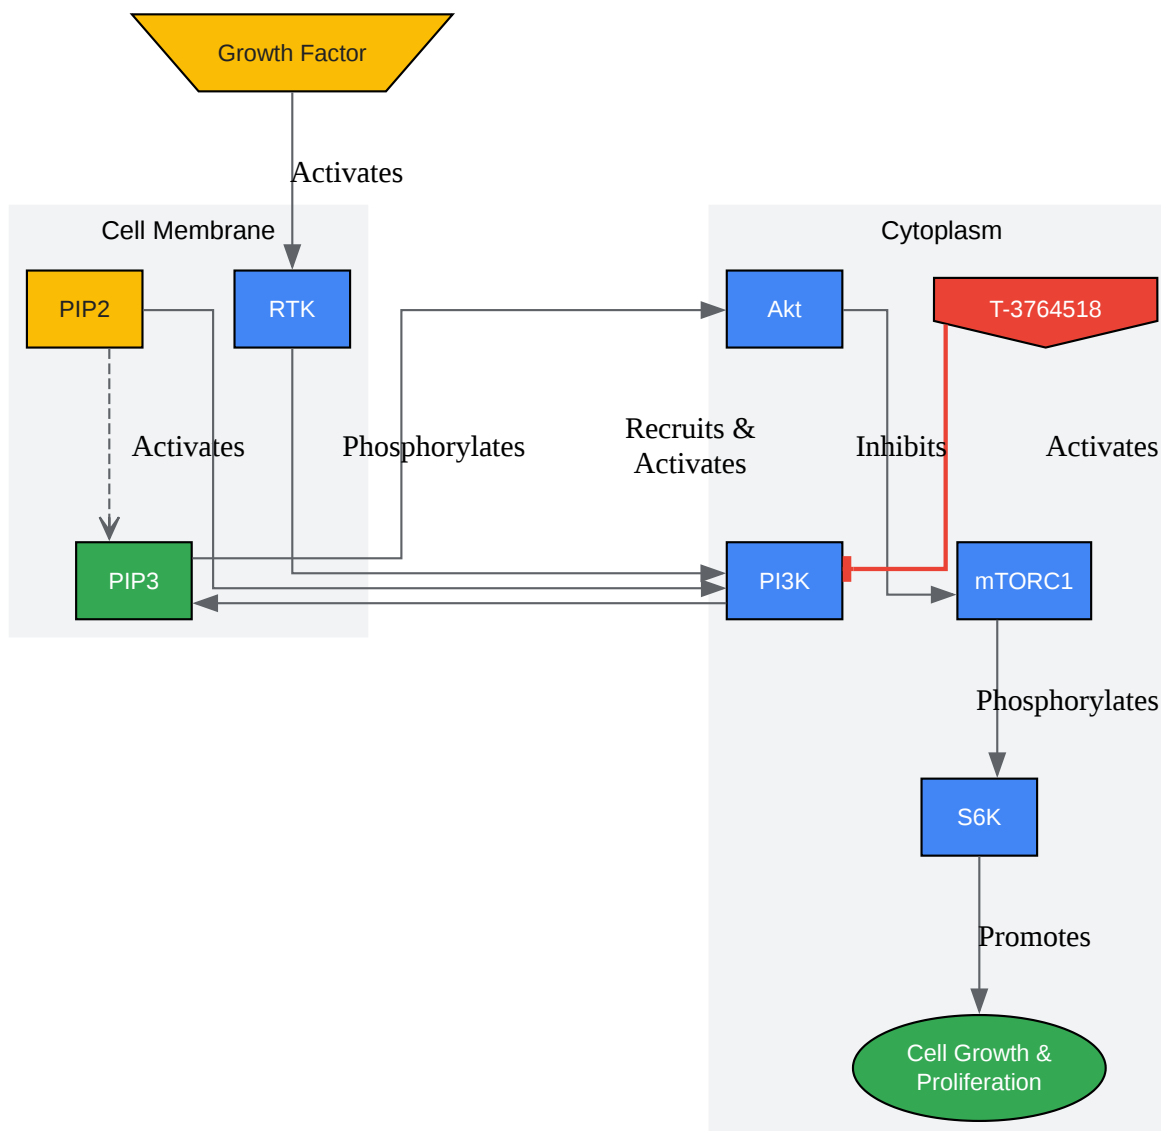 Growth Factor
Activates
Cell Membrane
Cytoplasm
PIP2
RTK
Akt
T-3764518
Activates
Phosphorylates
Recruits &
Activates
Inhibits
Activates
PIP3
PI3K
mTORC1
Phosphorylates
S6K
Promotes
Cell Growth &
Proliferation